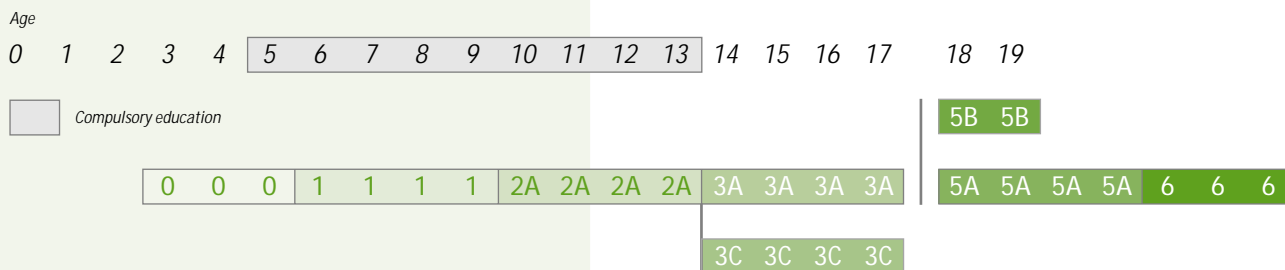 Age
0 1 2 3 4 5 6 7 8 9 10 11 12 13 14 15 16 17 18 19
Compulsory education
5B 5B
0 0 0 1 1 1 1 2A 2A 2A 2A 3A 3A 3A 3A 5A 5A 5A 5A 6 6 6
3C 3C 3C 3C